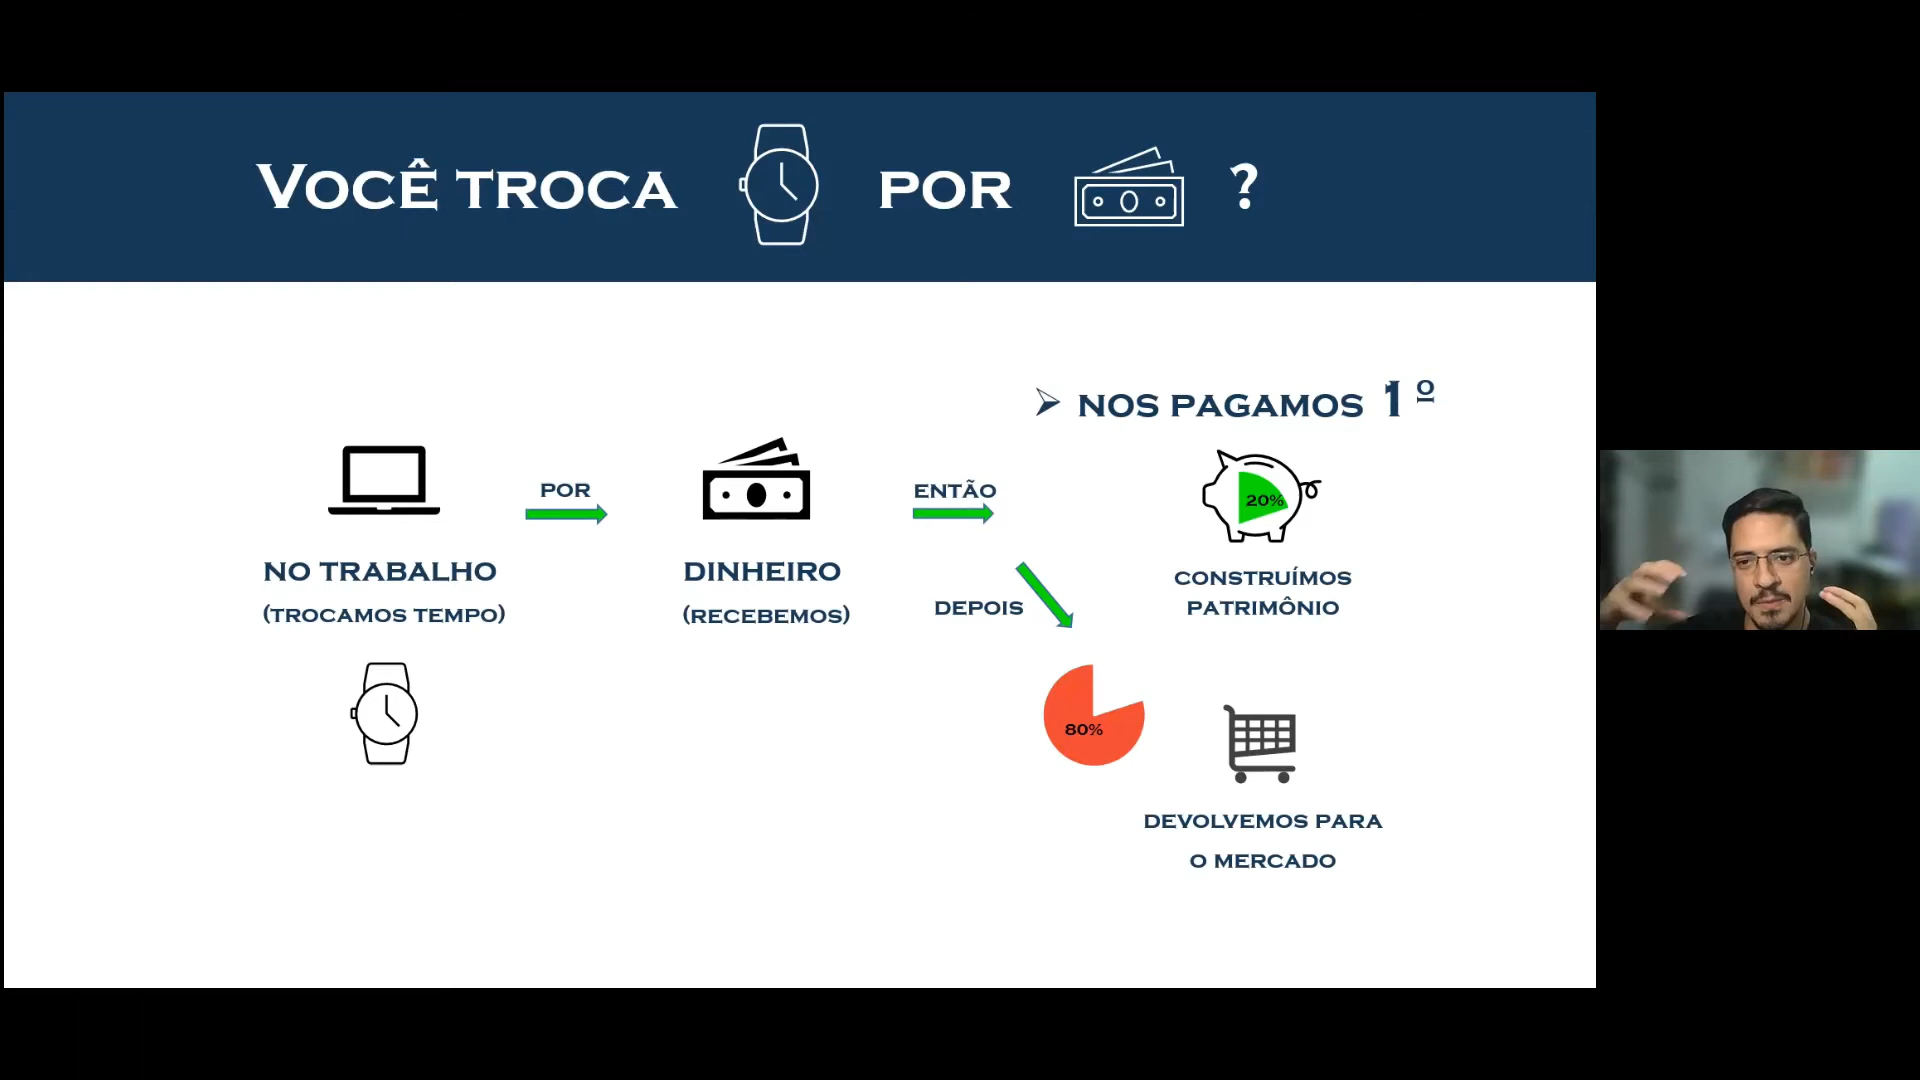 VOCÊ TROCA POR ?
NOS PAGAMOS 1º
POR
ENTÃO
20%
NO TRABALHO
(TROCAMOS TEMPO)
DINHEIRO
(RECEBEMOS)
DEPOIS
CONSTRUÍMOS
PATRIMÔNIO
80%
DEVOLVEMOS PARA
O MERCADO